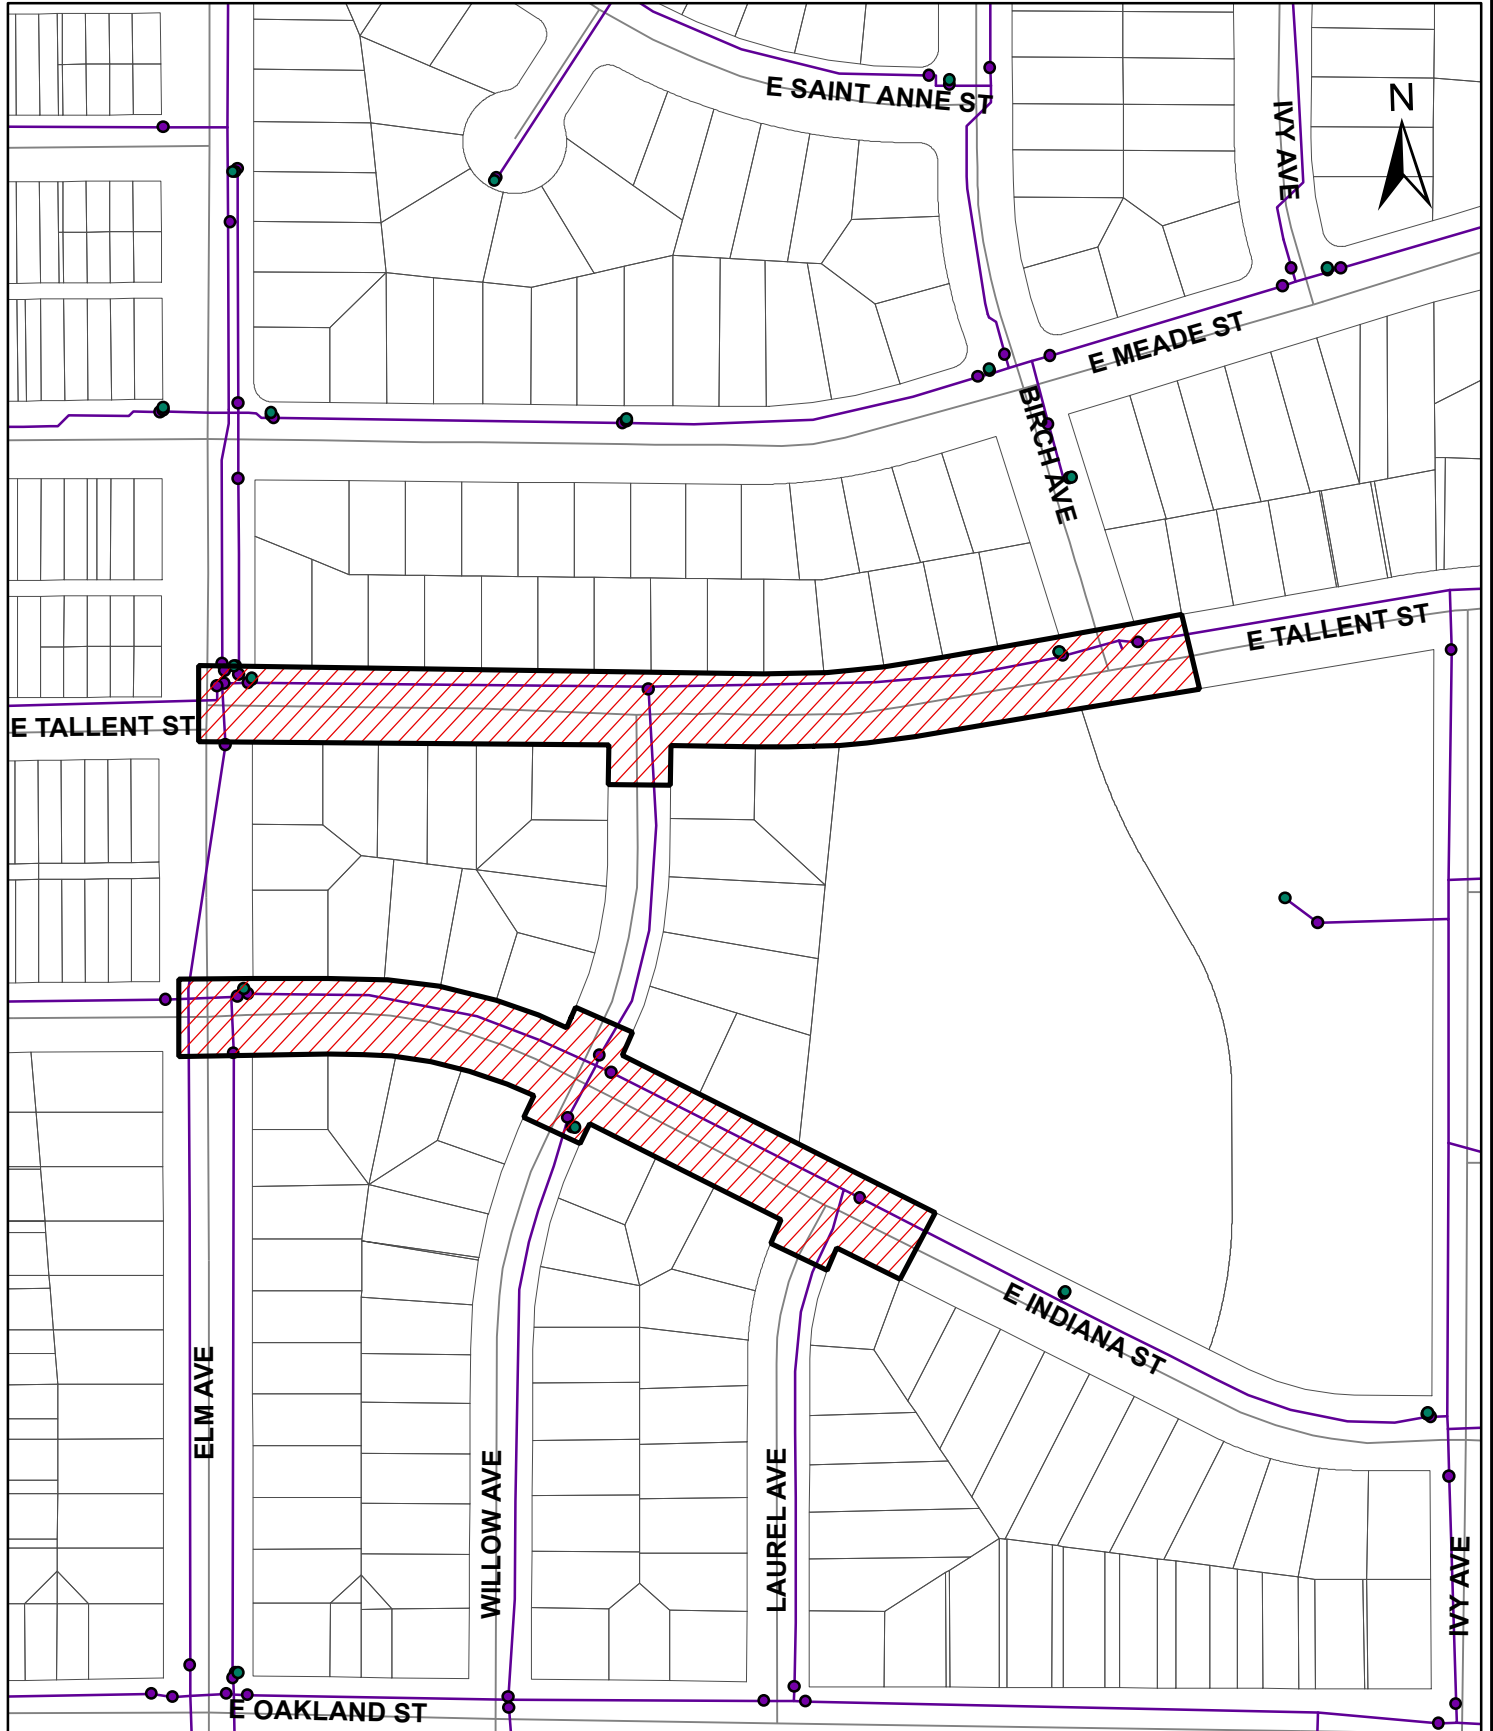 E SAINT ANNE ST
N
IVY AVE
E MEADE ST
BIRCH AVE
E TALLENT ST
E TALLENT ST
E INDIANA ST
ELM AVE
WILLOW AVE
LAUREL AVE
IVY AVE
E OAKLAND ST